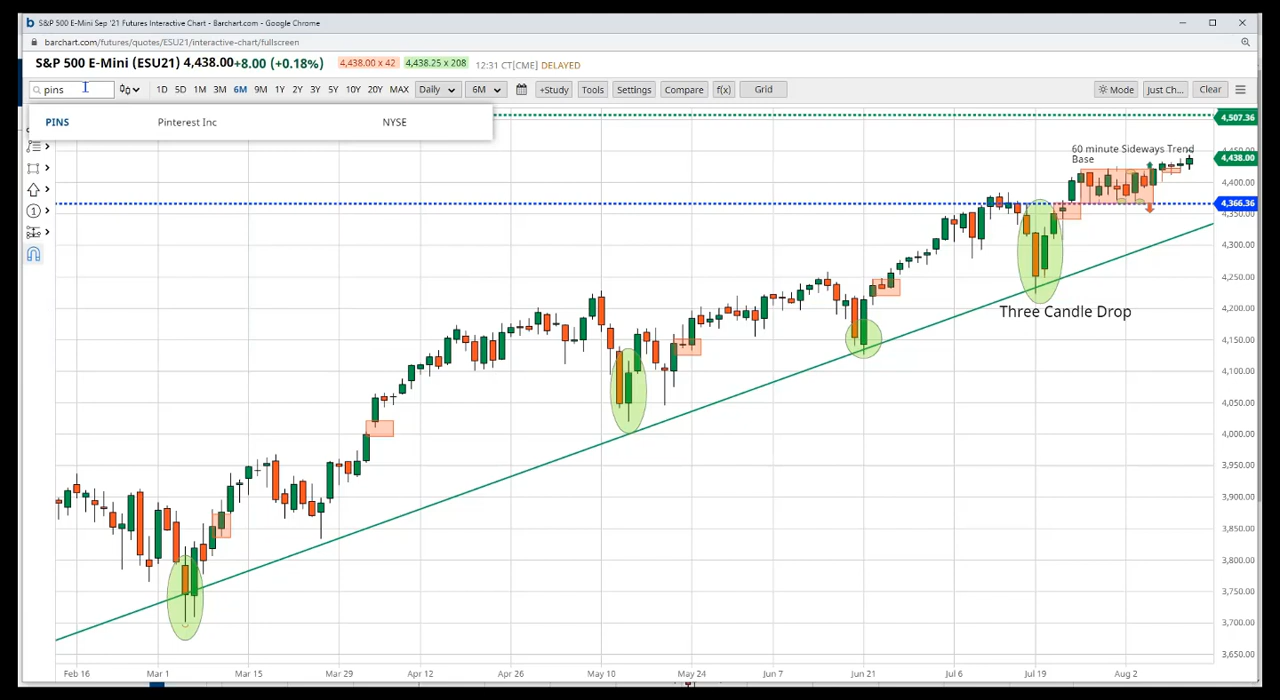 S&P 500 E-Mini Sep '21 Futures Interactive Chart - Barchart.com - Google Chrome
barchart.com/futures/quotes/ESU21/interactive-chart/fullscreen
S&P 500 E-Mini (ESU21) 4,438.00+8.00 (+0.18%) 4,438.00 x 42 4,438.25 x 208 12:31 CT[CME] DELAYED
pins 1D 5D 1M 3M 6M 9M 1Y 2Y 3Y 5Y 10Y 20Y MAX Daily 6M +Study Tools Settings Compare f(x) Grid Mode Just Ch... Clear
PINS Pinterest Inc NYSE
4,507.36
60 minute Sideways Trend
Base
4,450.00
4,438.00
4,400.00
4,366.36
4,350.00
4,300.00
4,250.00
Three Candle Drop
4,200.00
4,150.00
4,100.00
4,050.00
4,000.00
3,950.00
3,900.00
3,850.00
3,800.00
3,750.00
3,700.00
3,650.00
Feb 16 Mar 1 Mar 15 Mar 29 Apr 12 Apr 26 May 10 May 24 Jun 7 Jun 21 Jul 6 Jul 19 Aug 2